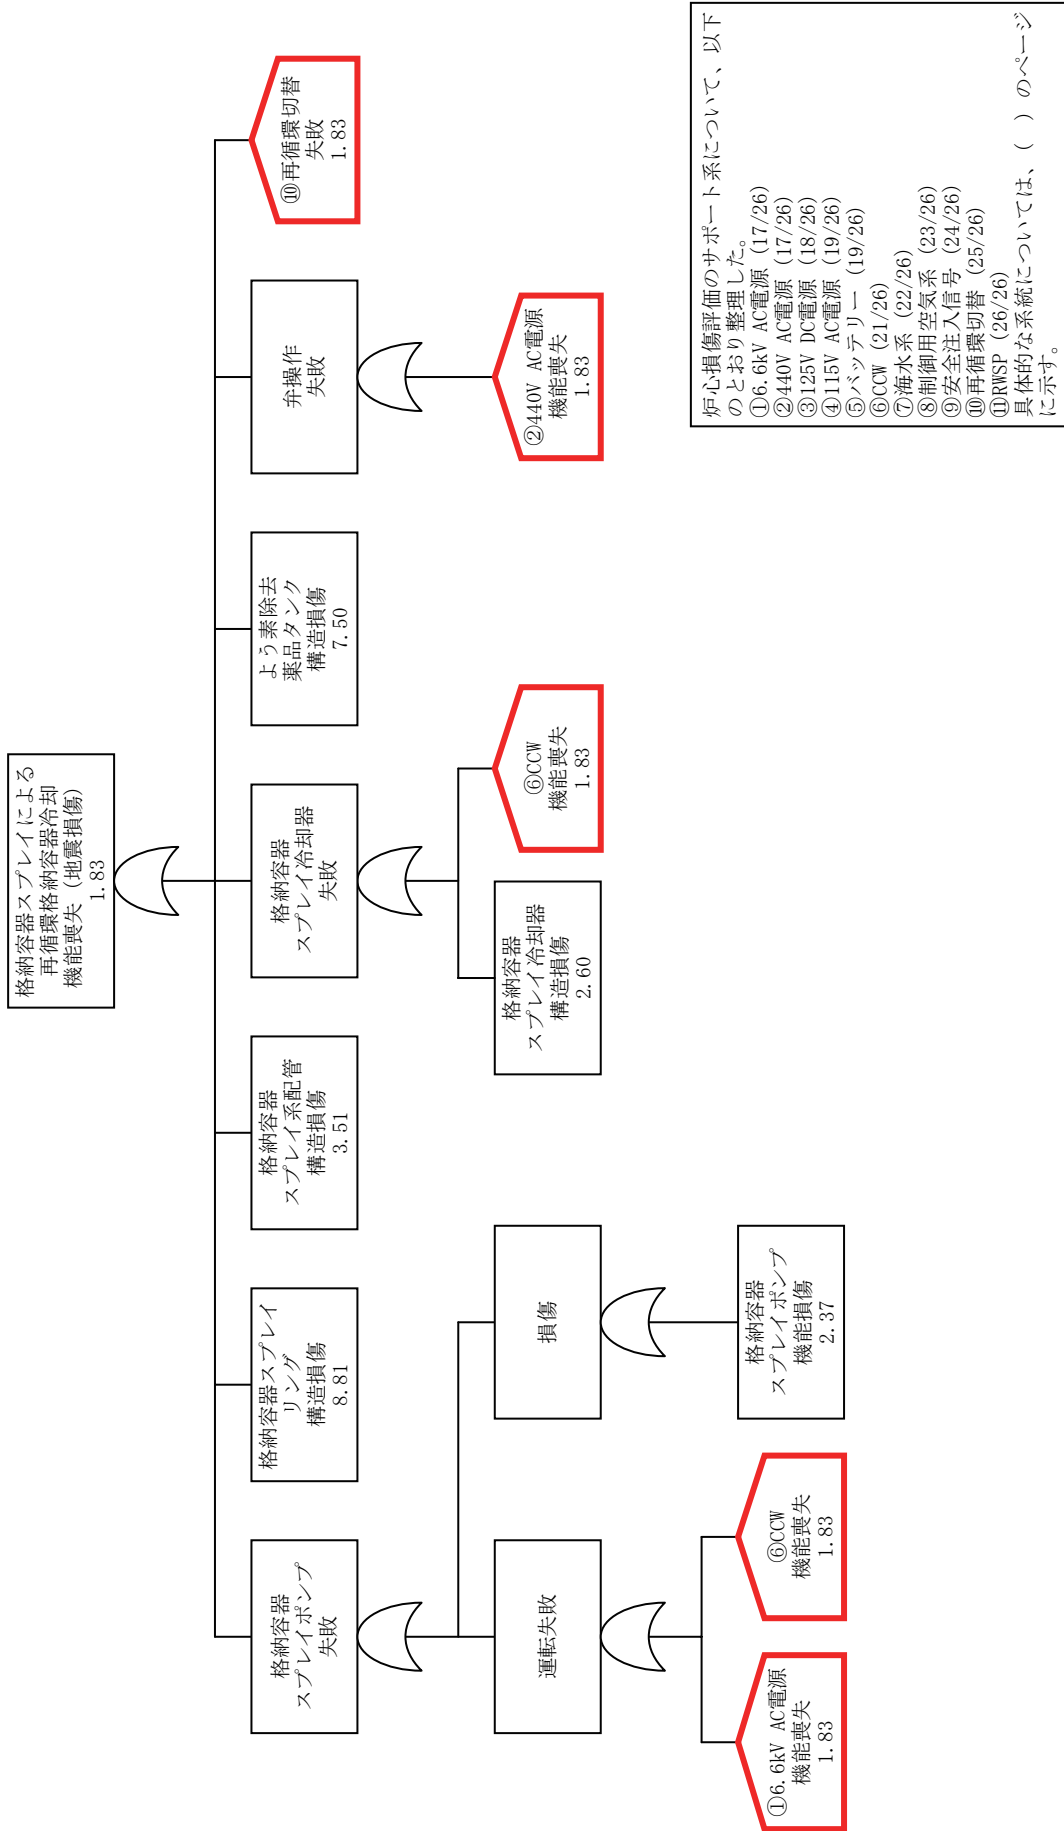 格納容器スプレイによる
再循環格納容器冷却
機能喪失（地震損傷）
1.83
格納容器
スプレイポンプ
失敗
格納容器スプレイ
リング
構造損傷
8.81
格納容器
スプレイ系配管
構造損傷
3.51
格納容器
スプレイ冷却器
失敗
よう素除去
薬品タンク
構造損傷
7.50
弁操作
失敗
⑩再循環切替
失敗
1.83
運転失敗
損傷
格納容器
スプレイ冷却器
構造損傷
2.60
⑥CCW
機能喪失
1.83
②440V AC電源
機能喪失
1.83
①6.6kV AC電源
機能喪失
1.83
⑥CCW
機能喪失
1.83
格納容器
スプレイポンプ
機能損傷
2.37
炉心損傷評価のサポート系について、以下
のとおり整理した。
①6.6kV AC電源 (17/26)
②440V AC電源 (17/26)
③125V DC電源 (18/26)
④115V AC電源 (19/26)
⑤バッテリー (19/26)
⑥CCW (21/26)
⑦海水系 (22/26)
⑧制御用空気系 (23/26)
⑨安全注入信号 (24/26)
⑩再循環切替 (25/26)
⑪RWSP (26/26)
具体的な系統については、( ) のページ
に示す。